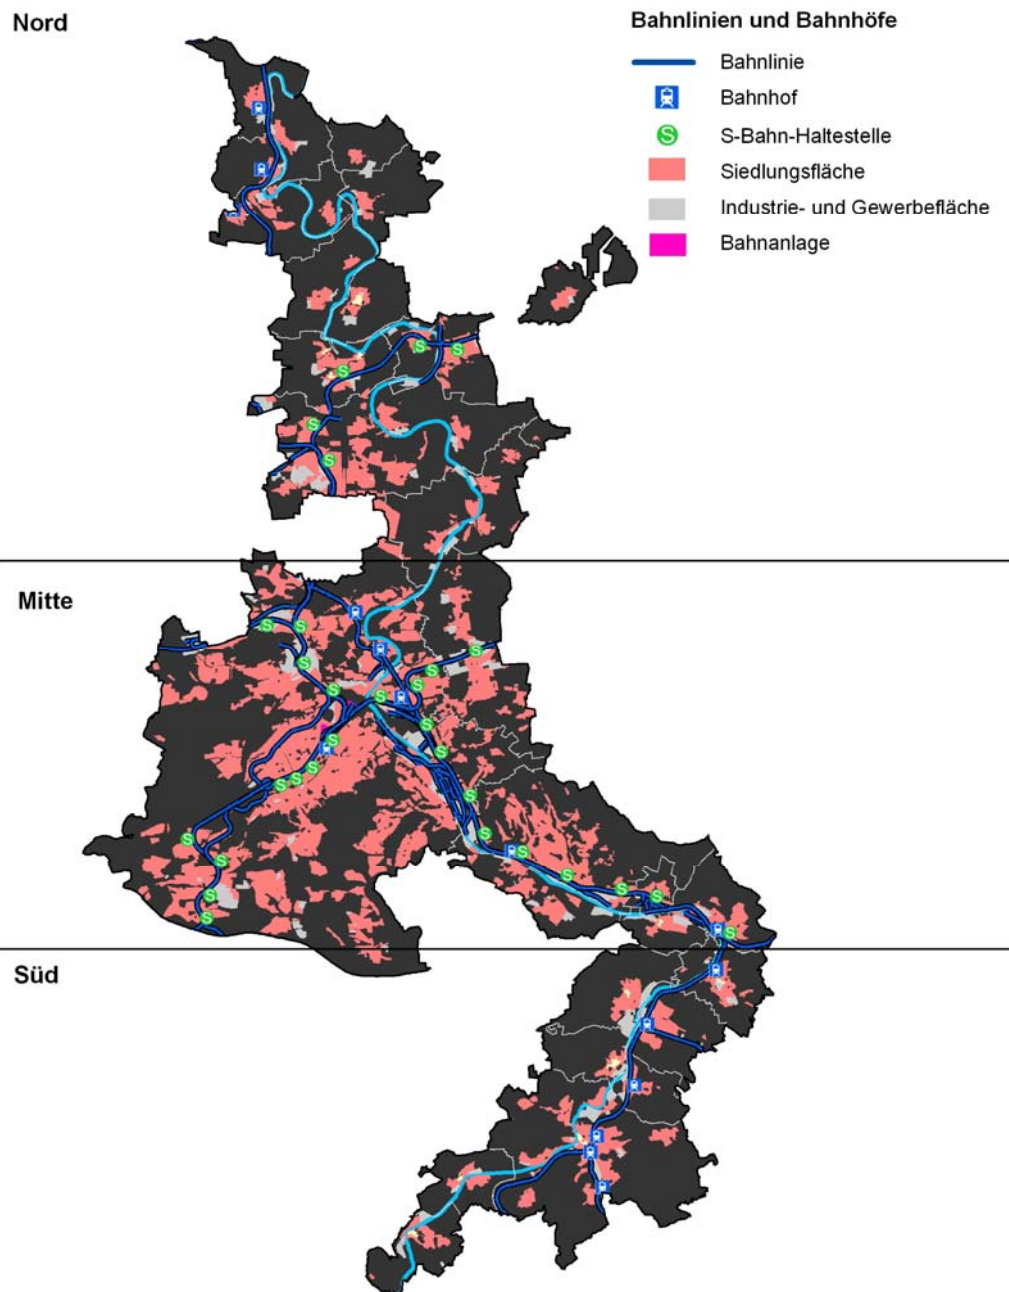 Nord
Bahnlinien und Bahnhöfe
Bahnlinie
Bahnhof
S
S-Bahn-Haltestelle
Siedlungsfläche
Industrie- und Gewerbefläche
Bahnanlage
Mitte
Süd